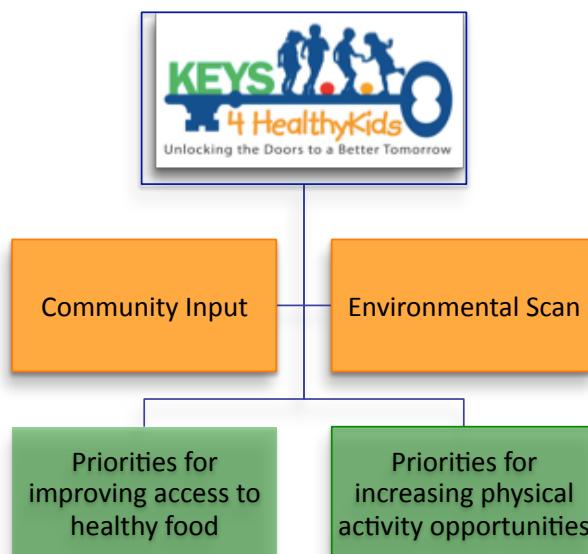 KEYS
4 HealthyKids
Unlocking the Doors to a Better Tomorrow
Community Input
Environmental Scan
Priorities for
improving access to
healthy food
Priorities for
increasing physical
activity opportunities